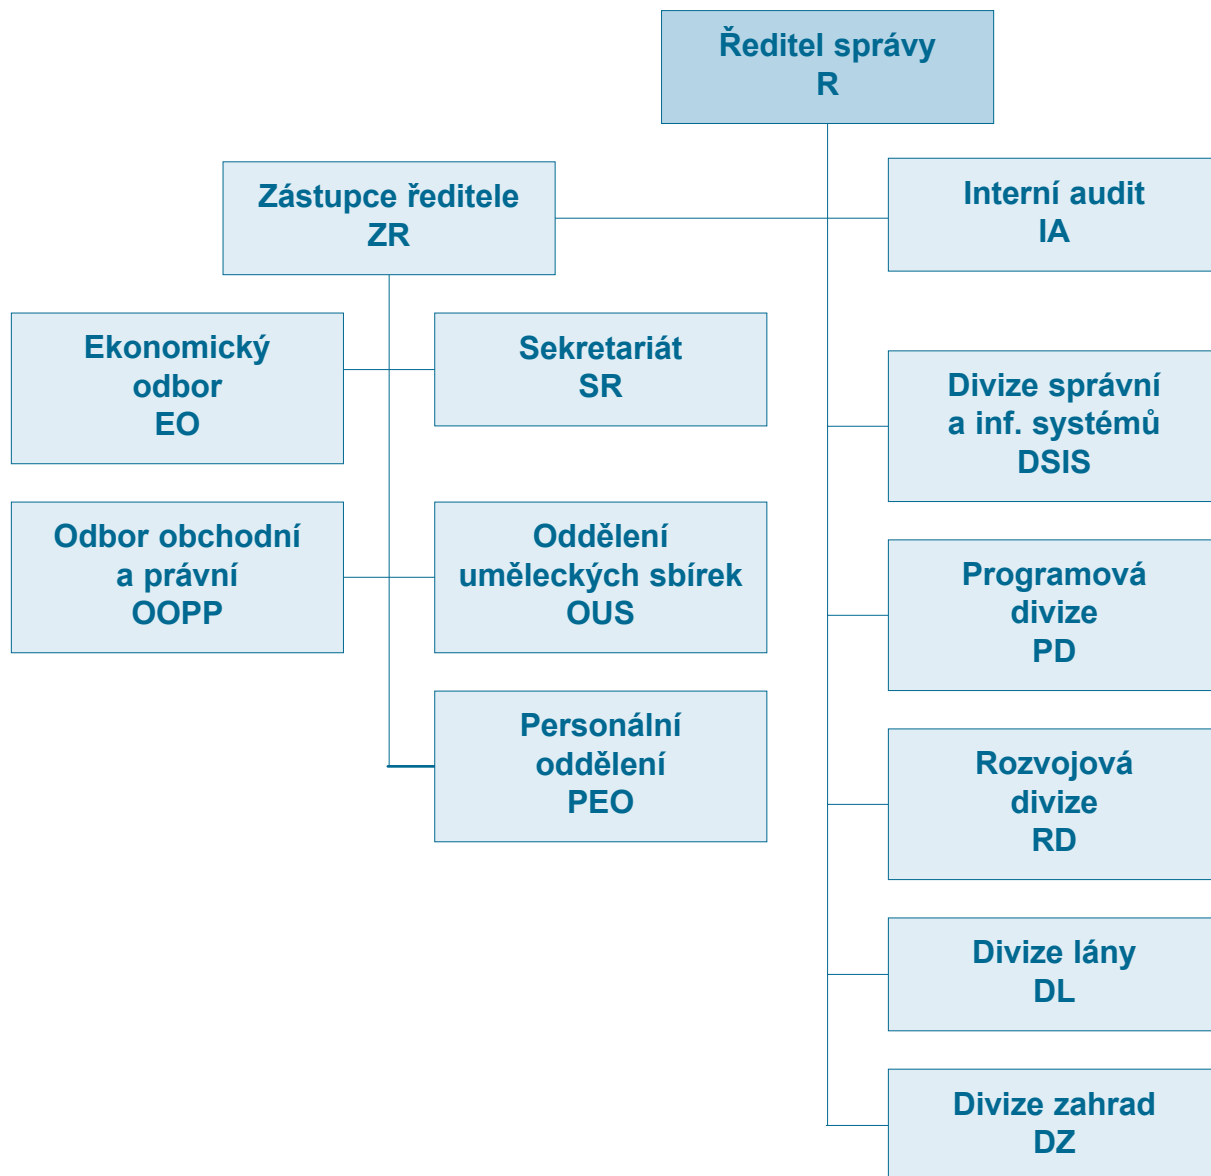 Ředitel správy
R
Zástupce ředitele
ZR
Interní audit
IA
Ekonomický
odbor
EO
Sekretariát
SR
Divize správní
a inf. systémů
DSIS
Odbor obchodní
a právní
OOPP
Oddělení
uměleckých sbírek
OUS
Programová
divize
PD
Personální
oddělení
PEO
Rozvojová
divize
RD
Divize lány
DL
Divize zahrad
DZ